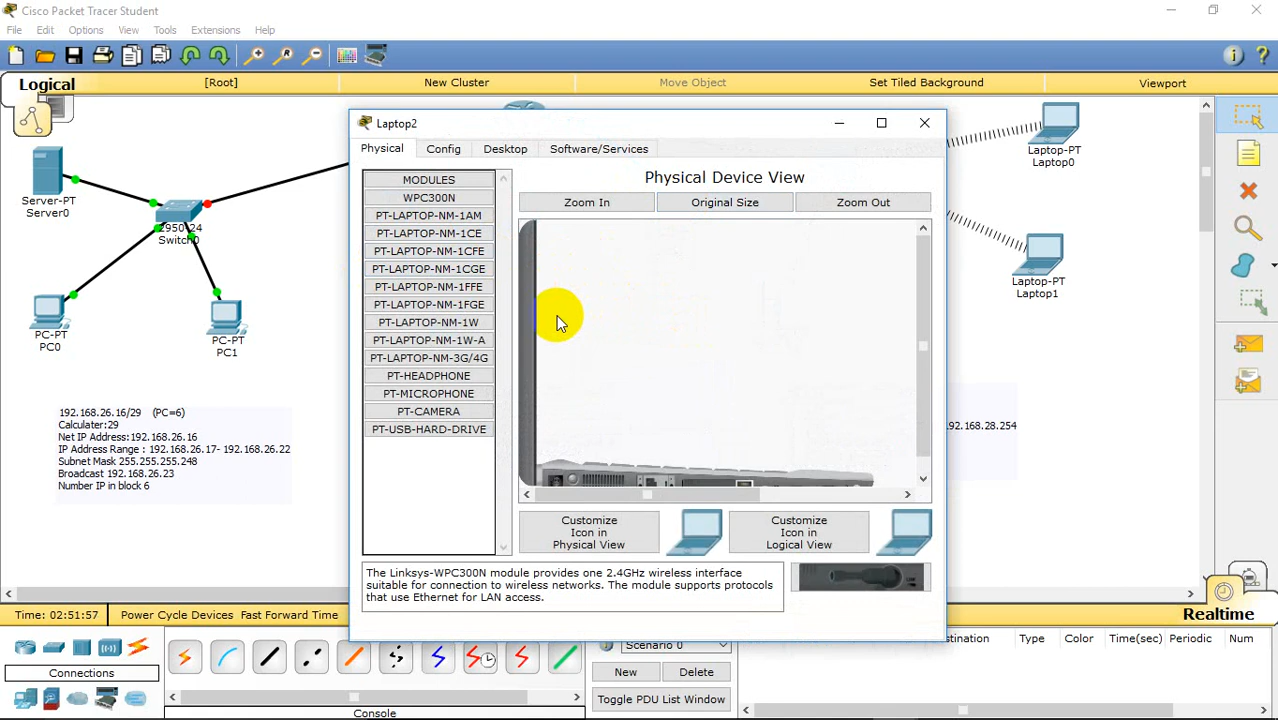 Cisco Packet Tracer Student
File Edit Options View Tools Extensions Help
Logical
[Root]
New Cluster
Move Object
Set Tiled Background
Viewport
Server-PT
Server0
2950-24
Switch0
PC-PT
PC0
PC-PT
PC1
192.168.26.16/29 (PC=6)
Calculater:29
Net IP Address:192.168.26.16
IP Address Range : 192.168.26.17- 192.168.26.22
Subnet Mask 255.255.255.248
Broadcast 192.168.26.23
Number IP in block 6
Laptop2
Physical
Config
Desktop
Software/Services
MODULES
WPC300N
PT-LAPTOP-NM-1AM
PT-LAPTOP-NM-1CE
PT-LAPTOP-NM-1CFE
PT-LAPTOP-NM-1CGE
PT-LAPTOP-NM-1FFE
PT-LAPTOP-NM-1FGE
PT-LAPTOP-NM-1W
PT-LAPTOP-NM-1W-A
PT-LAPTOP-NM-3G/4G
PT-HEADPHONE
PT-MICROPHONE
PT-CAMERA
PT-USB-HARD-DRIVE
Physical Device View
Zoom In
Original Size
Zoom Out
Customize
Icon in
Physical View
Customize
Icon in
Logical View
The Linksys-WPC300N module provides one 2.4GHz wireless interface
suitable for connection to wireless networks. The module supports protocols
that use Ethernet for LAN access.
Laptop-PT
Laptop0
Laptop-PT
Laptop1
92.168.28.254
Time: 02:51:57
Power Cycle Devices Fast Forward Time
Realtime
Connections
Console
Scenario 0
New
Delete
Toggle PDU List Window
stination Type Color Time(sec) Periodic Num